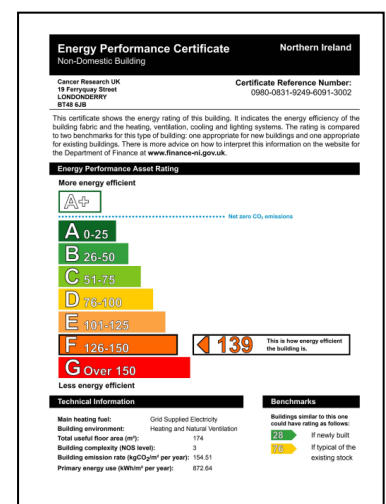 Energy Performance Certificate
Northern Ireland
Non-Domestic Building
Cancer Research UK
19 Ferryquay Street
LONDONDERRY
BT48 6JB
Certificate Reference Number:
0980-0831-9249-6091-3002
This certificate shows the energy rating of this building. It indicates the energy efficiency of the
building fabric and the heating, ventilation, cooling and lighting systems. The rating is compared
to two benchmarks for this type of building: one appropriate for new buildings and one appropriate
for existing buildings. There is more advice on how to interpret this information on the website for
the Department of Finance at www.finance-ni.gov.uk.
Energy Performance Asset Rating
More energy efficient
A+
Net zero CO₂ emissions
A 0-25
B 26-50
C 51-75
D 76-100
E 101-125
F 126-150
139
This is how energy efficient
the building is.
G Over 150
Less energy efficient
Technical Information
Main heating fuel: Grid Supplied Electricity
Building environment: Heating and Natural Ventilation
Total useful floor area (m²): 174
Building complexity (NOS level): 3
Building emission rate (kgCO₂/m² per year): 154.51
Primary energy use (kWh/m² per year): 872.64
Benchmarks
Buildings similar to this one
could have rating as follows:
28 If newly built
76 If typical of the
existing stock